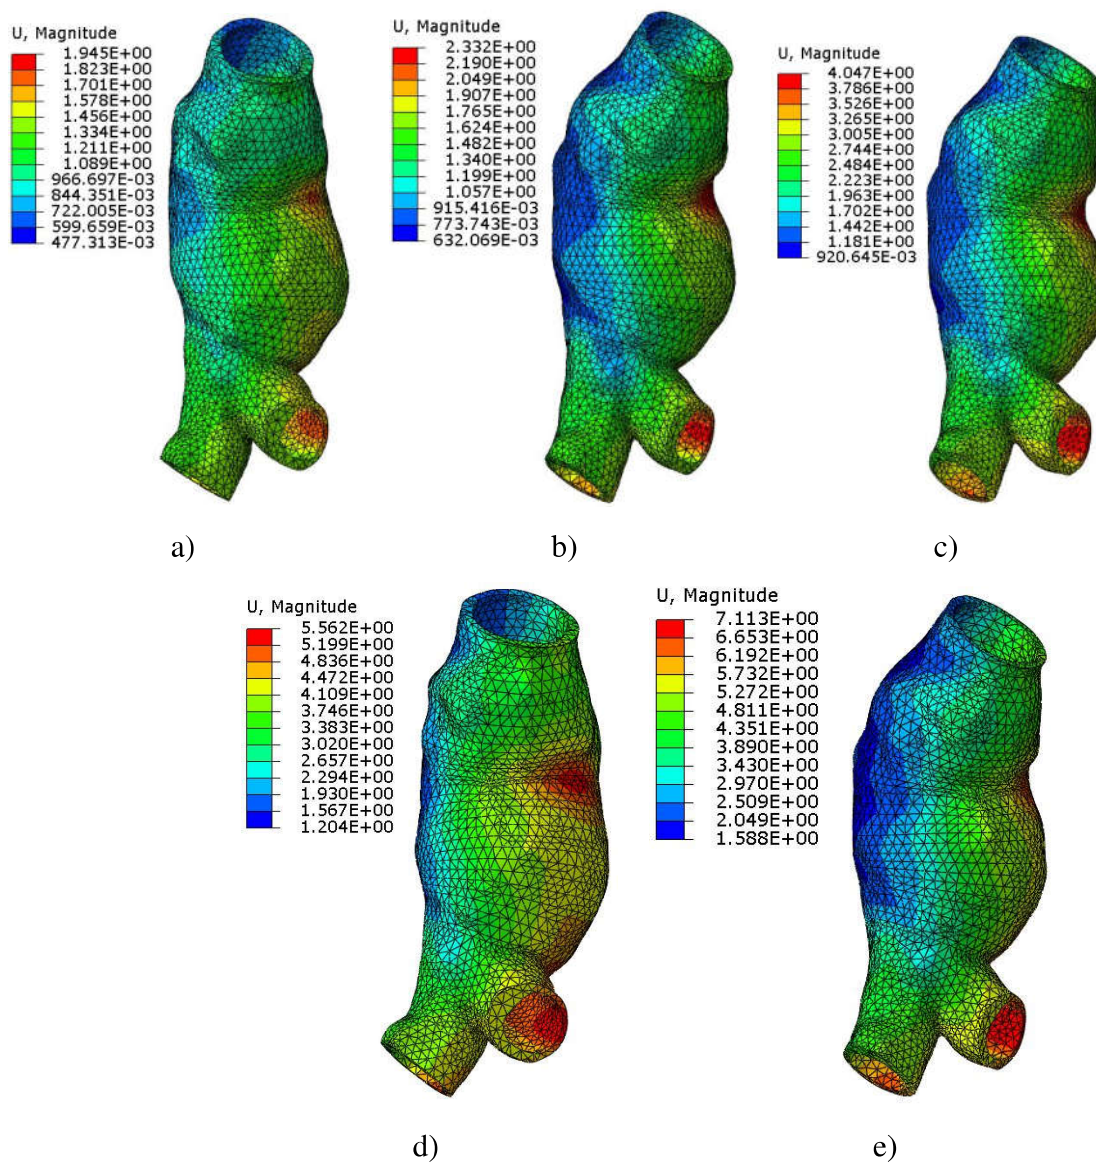 U, Magnitude
1.945E+00
1.823E+00
1.701E+00
1.578E+00
1.456E+00
1.334E+00
1.211E+00
1.089E+00
966.697E-03
844.351E-03
722.005E-03
599.659E-03
477.313E-03
a)
U, Magnitude
2.332E+00
2.190E+00
2.049E+00
1.907E+00
1.765E+00
1.624E+00
1.482E+00
1.340E+00
1.199E+00
1.057E+00
915.416E-03
773.743E-03
632.069E-03
b)
U, Magnitude
4.047E+00
3.786E+00
3.526E+00
3.265E+00
3.005E+00
2.744E+00
2.484E+00
2.223E+00
1.963E+00
1.702E+00
1.442E+00
1.181E+00
920.645E-03
c)
U, Magnitude
5.562E+00
5.199E+00
4.836E+00
4.472E+00
4.109E+00
3.746E+00
3.383E+00
3.020E+00
2.657E+00
2.294E+00
1.930E+00
1.567E+00
1.204E+00
d)
U, Magnitude
7.113E+00
6.653E+00
6.192E+00
5.732E+00
5.272E+00
4.811E+00
4.351E+00
3.890E+00
3.430E+00
2.970E+00
2.509E+00
2.049E+00
1.588E+00
e)